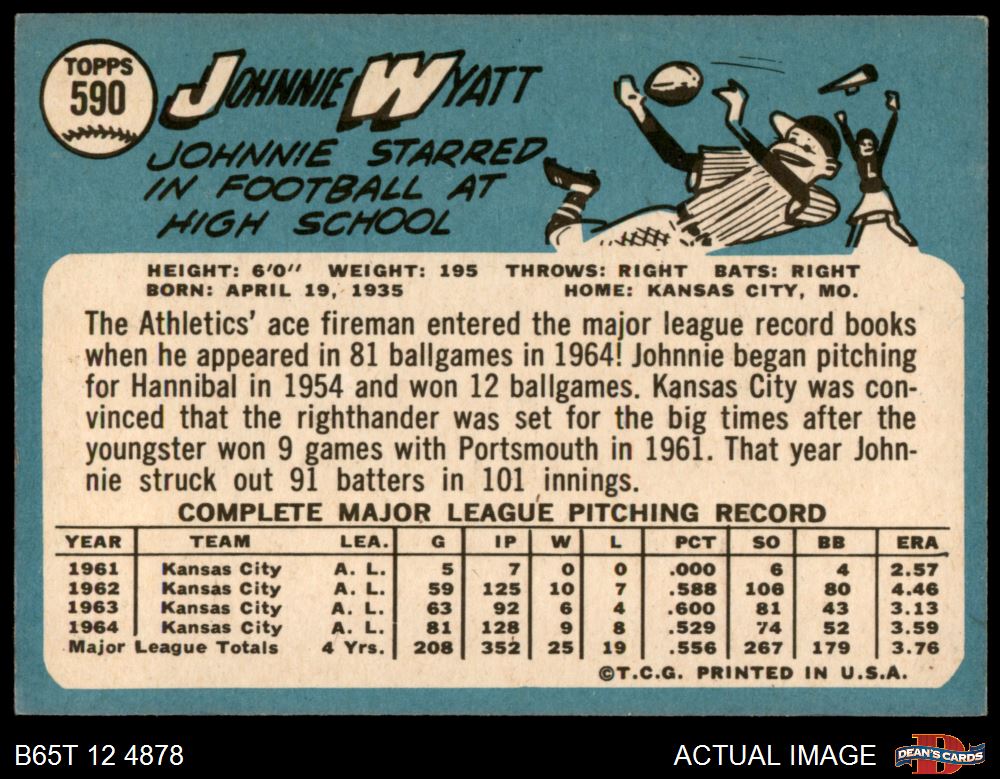 TOPPS
590
JOHNNIE WYATT
JOHNNIE STARRED
IN FOOTBALL AT
HIGH SCHOOL
HEIGHT: 6'0" WEIGHT: 195 THROWS: RIGHT BATS: RIGHT
BORN: APRIL 19, 1935 HOME: KANSAS CITY, MO.
The Athletics' ace fireman entered the major league record books
when he appeared in 81 ballgames in 1964! Johnnie began pitching
for Hannibal in 1954 and won 12 ballgames. Kansas City was con-
vinced that the righthander was set for the big times after the
youngster won 9 games with Portsmouth in 1961. That year John-
nie struck out 91 batters in 101 innings.
COMPLETE MAJOR LEAGUE PITCHING RECORD
YEAR TEAM LEA. G IP W L PCT SO BB ERA
1961 Kansas City A. L. 5 7 0 0 .000 6 4 2.57
1962 Kansas City A. L. 59 125 10 7 .588 106 80 4.46
1963 Kansas City A. L. 63 92 6 4 .600 81 43 3.13
1964 Kansas City A. L. 81 128 9 8 .529 74 52 3.59
Major League Totals 4 Yrs. 208 352 25 19 .556 267 179 3.76
©T.C.G. PRINTED IN U.S.A.
B65T 12 4878 ACTUAL IMAGE DEAN'S CARDS